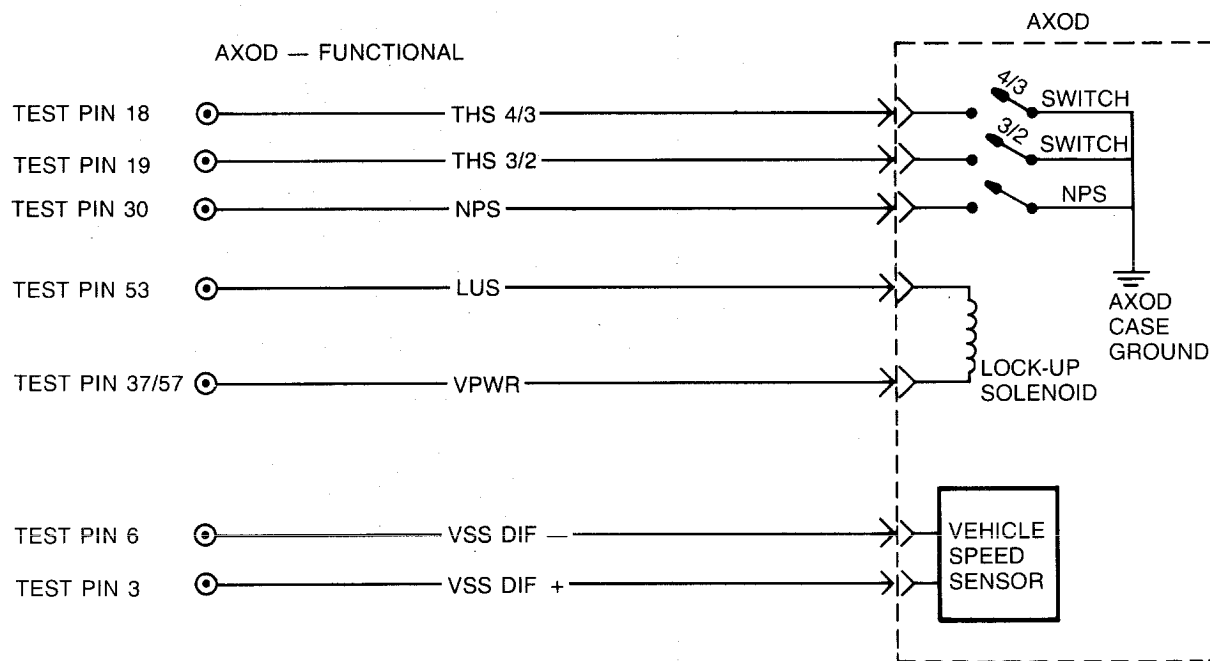 AXOD
AXOD — FUNCTIONAL
TEST PIN 18
THS 4/3
4/3
SWITCH
TEST PIN 19
THS 3/2
3/2
SWITCH
TEST PIN 30
NPS
NPS
TEST PIN 53
LUS
AXOD
CASE
GROUND
TEST PIN 37/57
VPWR
LOCK-UP
SOLENOID
TEST PIN 6
VSS DIF —
TEST PIN 3
VSS DIF +
VEHICLE
SPEED
SENSOR